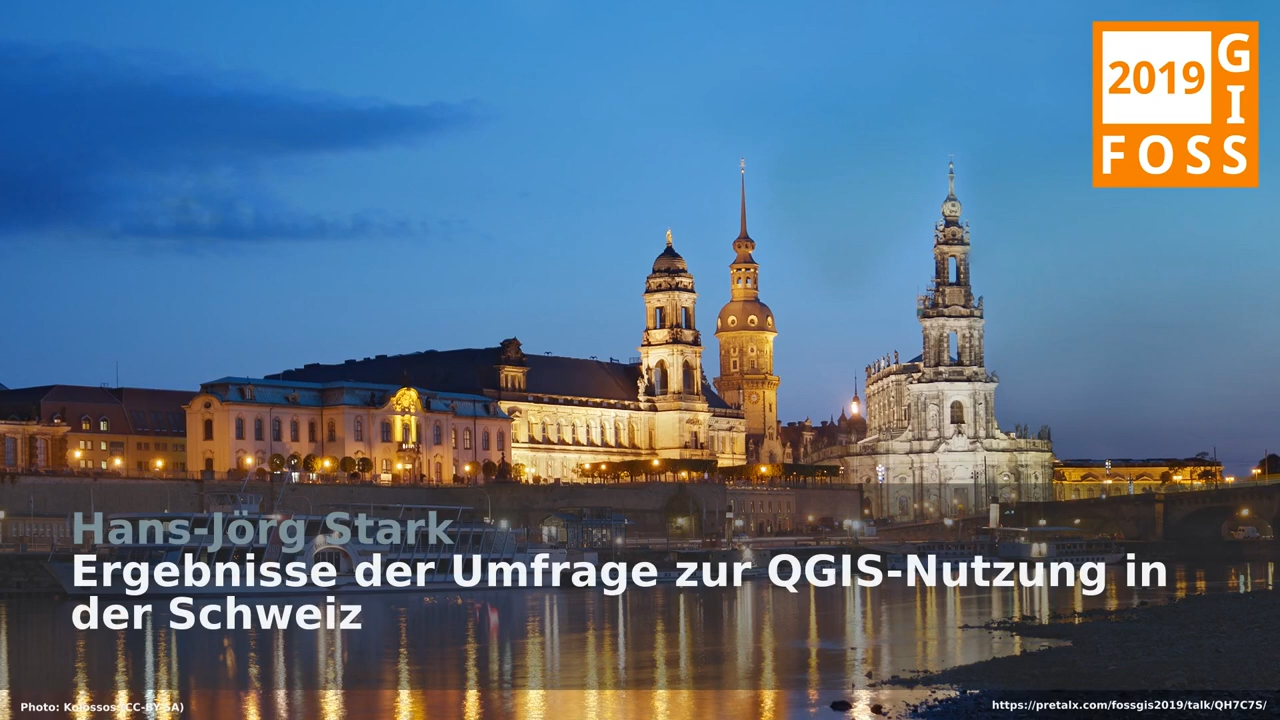 2019
G
I
FOSS
Hans-Jörg Stark
Ergebnisse der Umfrage zur QGIS-Nutzung in
der Schweiz
Photo: Kolossos (CC-BY-SA)
https://pretalx.com/fossgis2019/talk/QH7C7S/